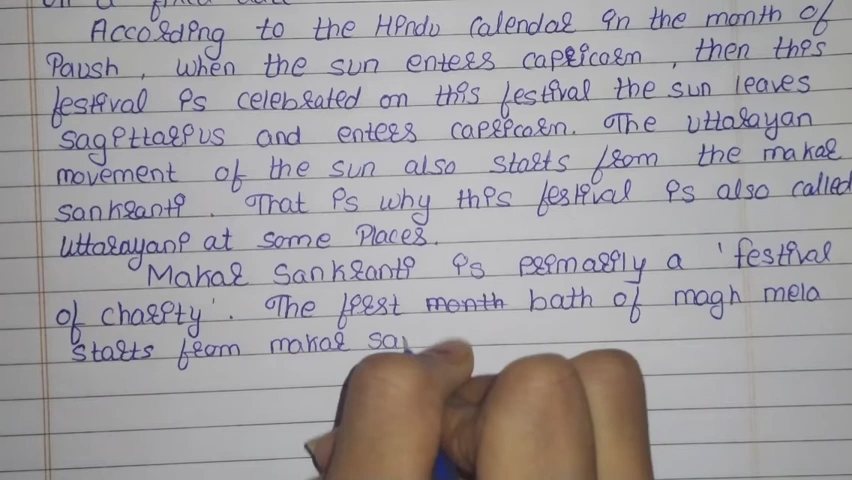 According to the Hindu calendar in the month of
Paush, when the sun enters capricorn, then this
festival is celebrated on this festival the sun leaves
sagittarius and enters capricorn. The uttarayan
movement of the sun also starts from the makar
sankranti. That is why this festival is also called
uttarayani at some places.
Makar Sankranti is primarily a 'festival
of charity'. The first month bath of magh mela
starts from makar sa